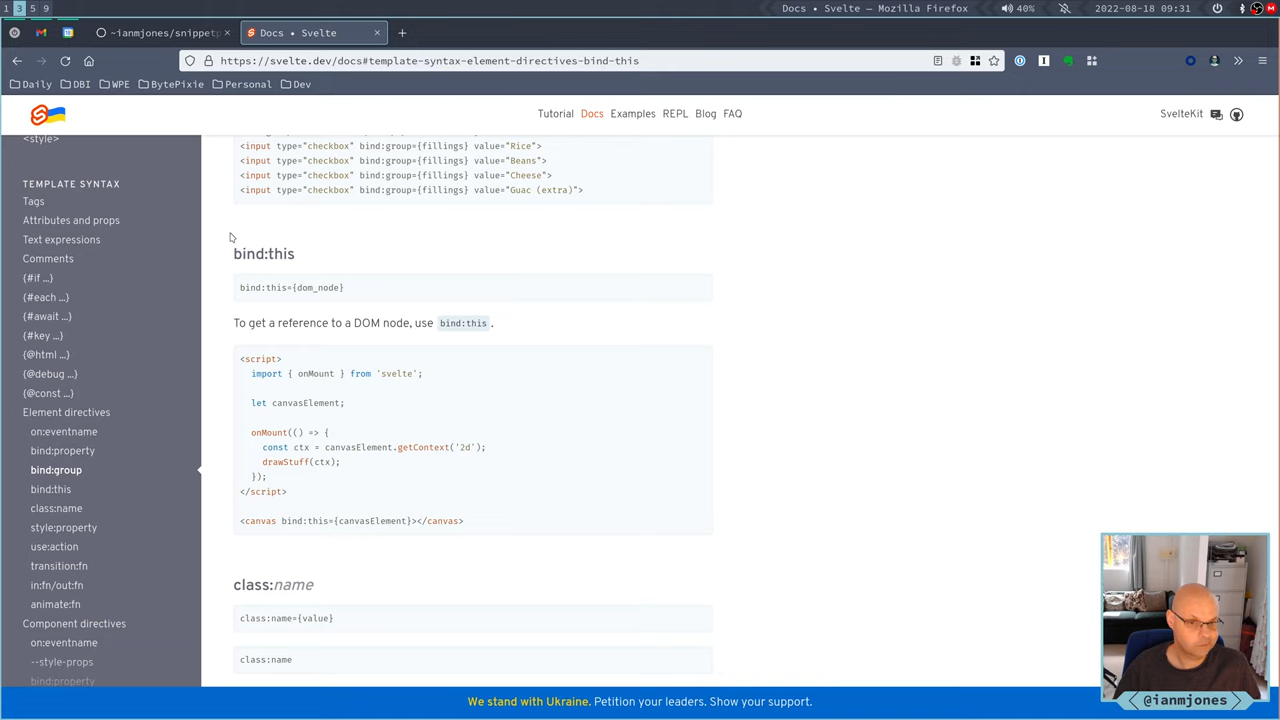 1 3 5 9
Docs • Svelte — Mozilla Firefox
40%
2022-08-18 09:31
~ianmjones/snippetp ×
Docs • Svelte ×
+
https://svelte.dev/docs#template-syntax-element-directives-bind-this
Daily DBI WPE BytePixie Personal Dev
Tutorial Docs Examples REPL Blog FAQ
SvelteKit
<style>
TEMPLATE SYNTAX
Tags
Attributes and props
Text expressions
Comments
{#if ...}
{#each ...}
{#await ...}
{#key ...}
{@html ...}
{@debug ...}
{@const ...}
Element directives
on:eventname
bind:property
bind:group
bind:this
class:name
style:property
use:action
transition:fn
in:fn/out:fn
animate:fn
Component directives
on:eventname
--style-props
bind:property
<input type="checkbox" bind:group={fillings} value="Rice">
<input type="checkbox" bind:group={fillings} value="Beans">
<input type="checkbox" bind:group={fillings} value="Cheese">
<input type="checkbox" bind:group={fillings} value="Guac (extra)">
bind:this
bind:this={dom_node}
To get a reference to a DOM node, use bind:this .
<script>
import { onMount } from 'svelte';
let canvasElement;
onMount(() => {
const ctx = canvasElement.getContext('2d');
drawStuff(ctx);
});
</script>
<canvas bind:this={canvasElement}></canvas>
class:name
class:name={value}
class:name
We stand with Ukraine. Petition your leaders. Show your support.
@ianmjones